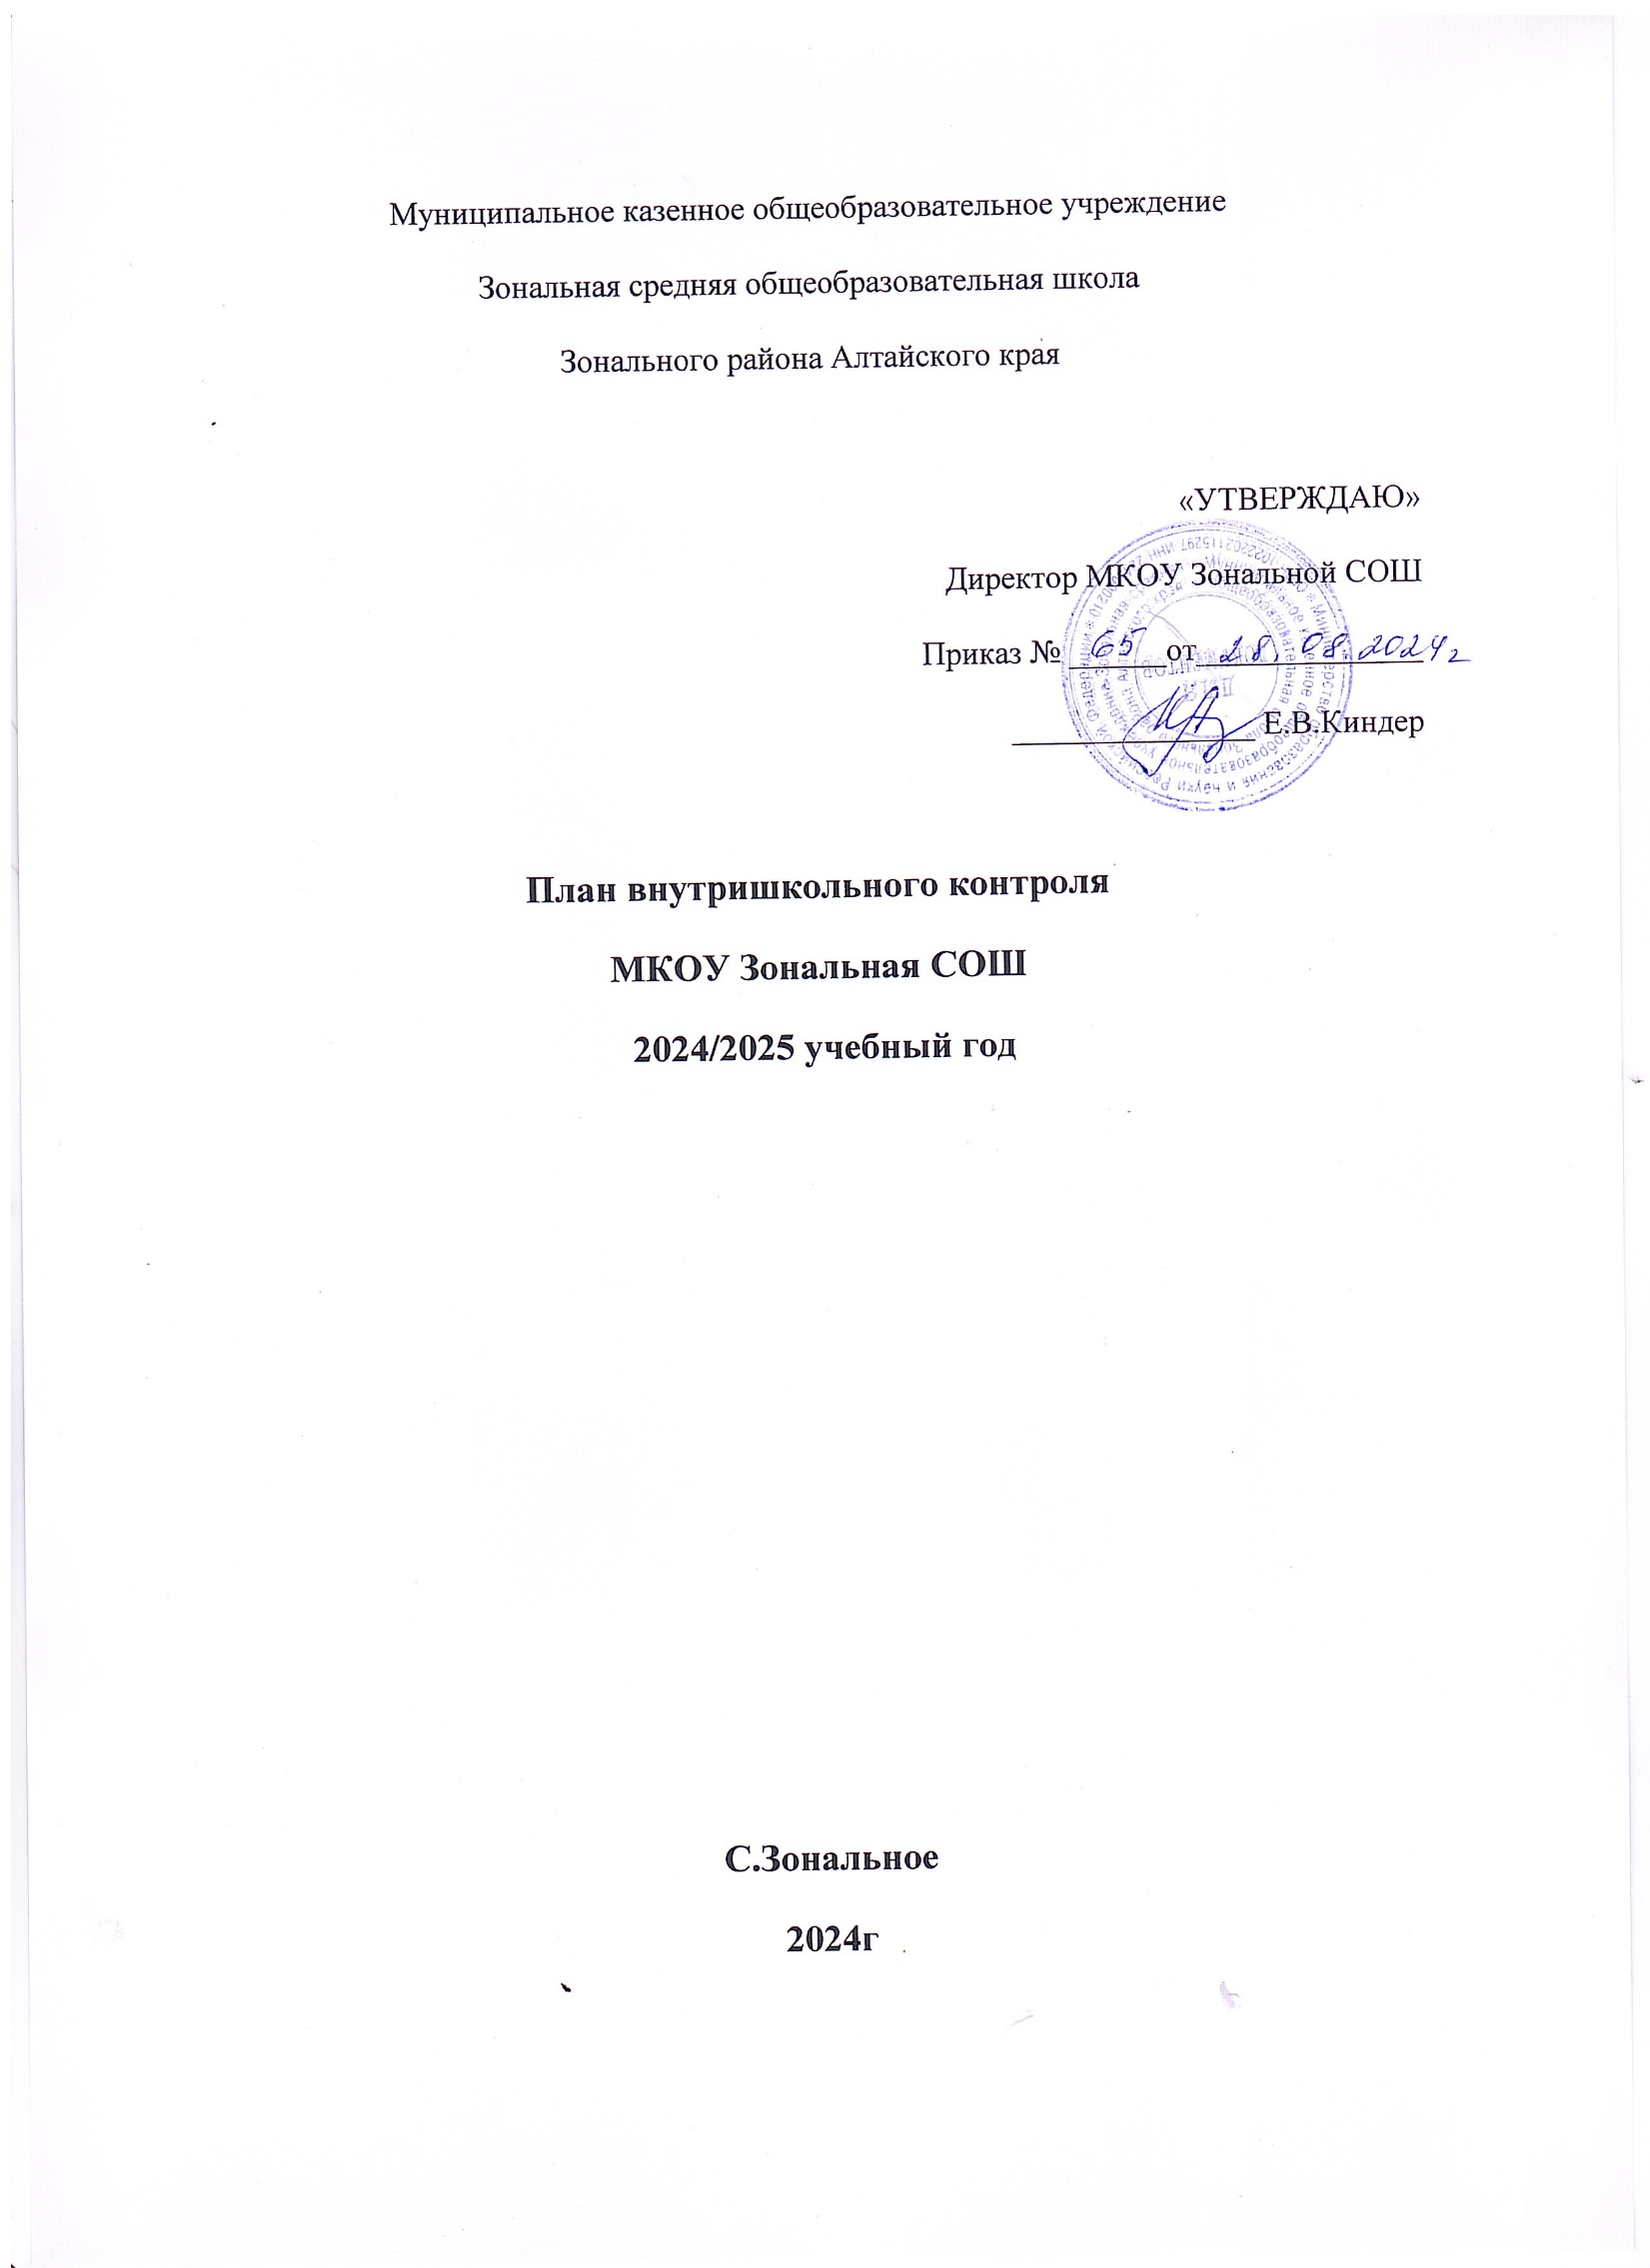 Муниципальное казенное общеобразовательное учреждение
Зональная средняя общеобразовательная школа
Зонального района Алтайского края
«УТВЕРЖДАЮ»
Директор МКОУ Зональной СОШ
Приказ № 65 от 28.08.2024г
Е.В.Киндер
План внутришкольного контроля
МКОУ Зональная СОШ
2024/2025 учебный год
С.Зональное
2024г